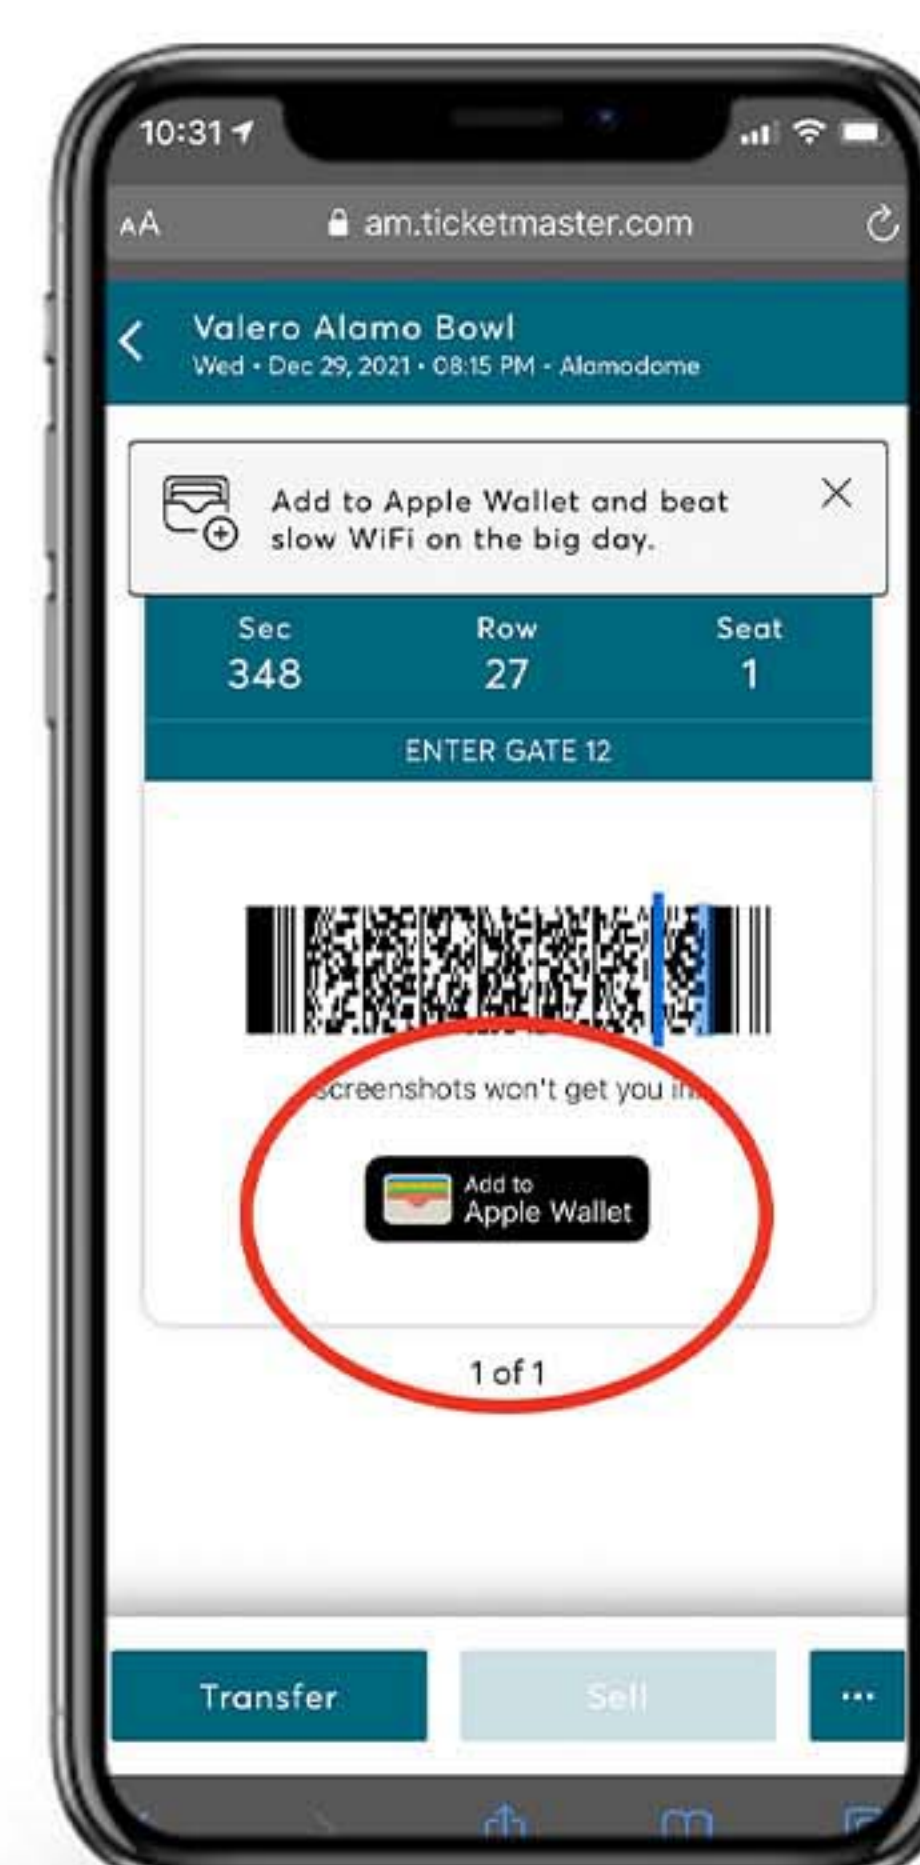 10:31
AA am.ticketmaster.com
Valero Alamo Bowl
Wed • Dec 29, 2021 • 08:15 PM - Alamodome
Add to Apple Wallet and beat
slow WiFi on the big day.
Sec Row Seat
348 27 1
ENTER GATE 12
Screenshots won't get you in.
Add to
Apple Wallet
1 of 1
Transfer Sell ...